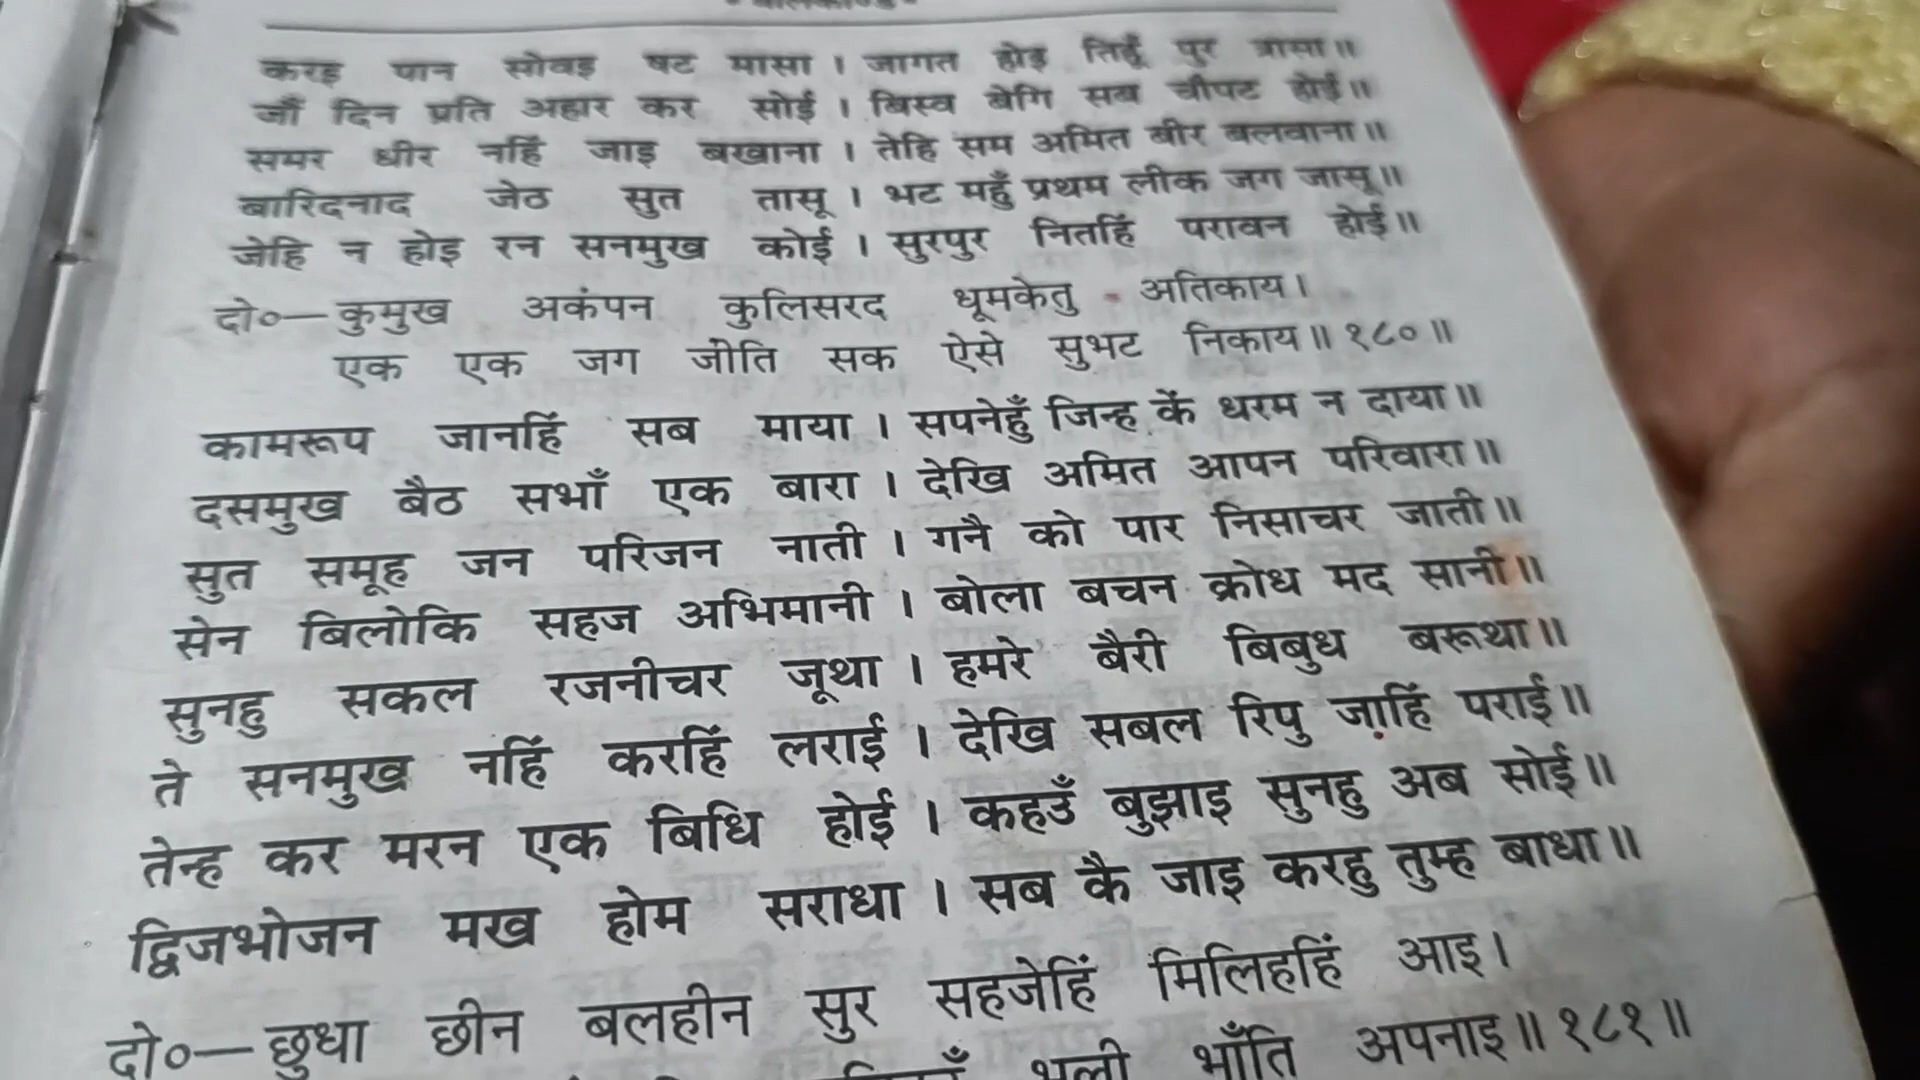 करइ पान सोवइ षट मासा । जागत होइ तिहूँ पुर त्रासा ॥
जौं दिन प्रति अहार कर सोई । बिस्व बेगि सब चौपट होई ॥
समर धीर नहिं जाइ बखाना । तेहि सम अमित बीर बलवाना ॥
बारिदनाद जेठ सुत तासू । भट महुँ प्रथम लीक जग जासू ॥
जेहि न होइ रन सनमुख कोई । सुरपुर नितहिं परावन होई ॥
दो०— कुमुख अकंपन कुलिसरद धूमकेतु अतिकाय ।
एक एक जग जीति सक ऐसे सुभट निकाय ॥ १८० ॥
कामरूप जानहिं सब माया । सपनेहुँ जिन्ह कें धरम न दाया ॥
दसमुख बैठ सभाँ एक बारा । देखि अमित आपन परिवारा ॥
सुत समूह जन परिजन नाती । गनै को पार निसाचर जाती ॥
सेन बिलोकि सहज अभिमानी । बोला बचन क्रोध मद सानी ॥
सुनहु सकल रजनीचर जूथा । हमरे बैरी बिबुध बरूथा ॥
ते सनमुख नहिं करहिं लराई । देखि सबल रिपु जाहिं पराई ॥
तेन्ह कर मरन एक बिधि होई । कहउँ बुझाइ सुनहु अब सोई ॥
द्विजभोजन मख होम सराधा । सब कै जाइ करहु तुम्ह बाधा ॥
दो०— छुधा छीन बलहीन सुर सहजेहिं मिलिहहिं आइ ।
भली भाँति अपनाइ ॥ १८१ ॥